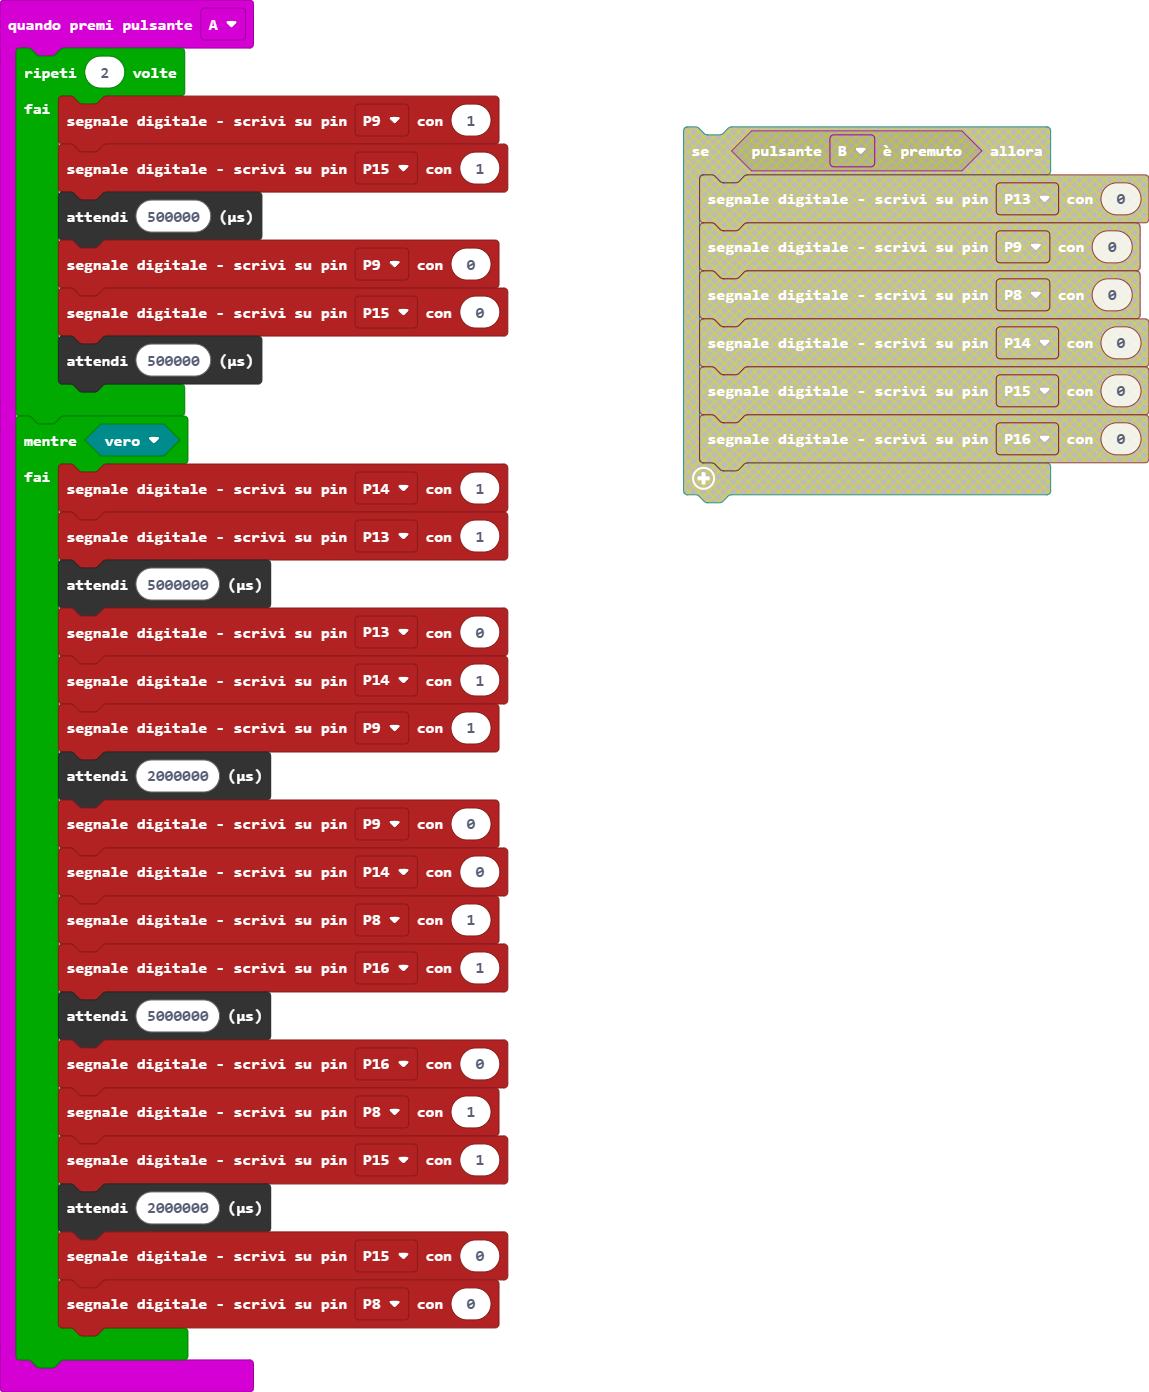 quando premi pulsante A
ripeti 2 volte
fai
segnale digitale - scrivi su pin P9 con 1
segnale digitale - scrivi su pin P15 con 1
attendi 500000 (µs)
segnale digitale - scrivi su pin P9 con 0
segnale digitale - scrivi su pin P15 con 0
attendi 500000 (µs)
mentre vero
fai
segnale digitale - scrivi su pin P14 con 1
segnale digitale - scrivi su pin P13 con 1
attendi 5000000 (µs)
segnale digitale - scrivi su pin P13 con 0
segnale digitale - scrivi su pin P14 con 1
segnale digitale - scrivi su pin P9 con 1
attendi 2000000 (µs)
segnale digitale - scrivi su pin P9 con 0
segnale digitale - scrivi su pin P14 con 0
segnale digitale - scrivi su pin P8 con 1
segnale digitale - scrivi su pin P16 con 1
attendi 5000000 (µs)
segnale digitale - scrivi su pin P16 con 0
segnale digitale - scrivi su pin P8 con 1
segnale digitale - scrivi su pin P15 con 1
attendi 2000000 (µs)
segnale digitale - scrivi su pin P15 con 0
segnale digitale - scrivi su pin P8 con 0
se pulsante B è premuto allora
segnale digitale - scrivi su pin P13 con 0
segnale digitale - scrivi su pin P9 con 0
segnale digitale - scrivi su pin P8 con 0
segnale digitale - scrivi su pin P14 con 0
segnale digitale - scrivi su pin P15 con 0
segnale digitale - scrivi su pin P16 con 0